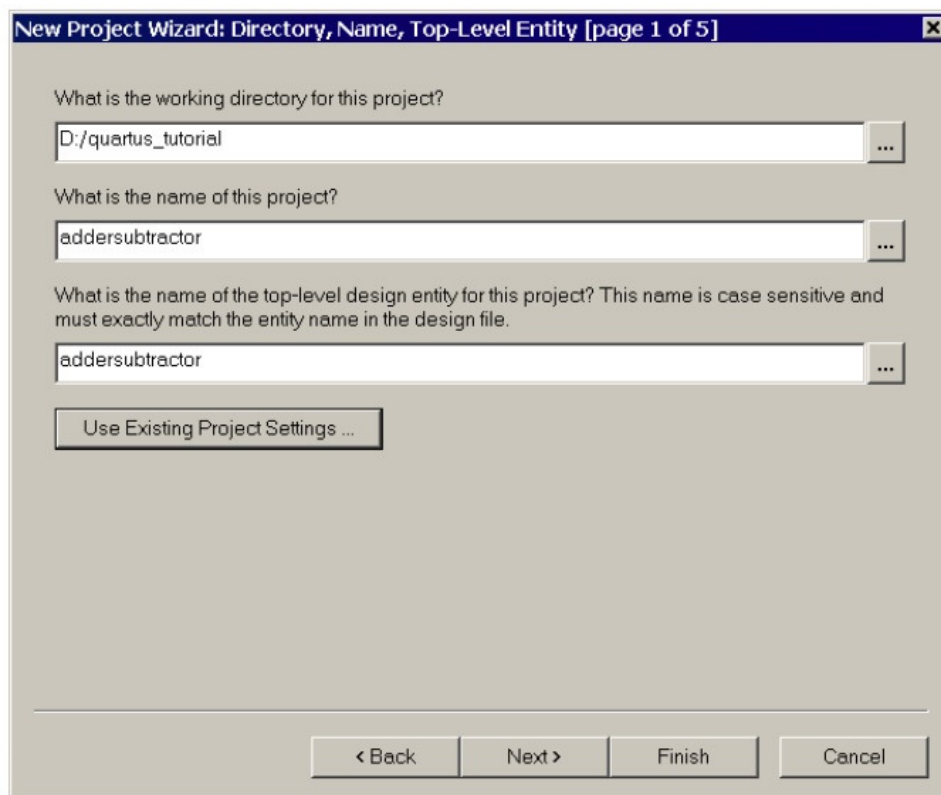 New Project Wizard: Directory, Name, Top-Level Entity [page 1 of 5]
What is the working directory for this project?
D:/quartus_tutorial
...
What is the name of this project?
addersubtractor
...
What is the name of the top-level design entity for this project? This name is case sensitive and
must exactly match the entity name in the design file.
addersubtractor
...
Use Existing Project Settings ...
< Back Next > Finish Cancel